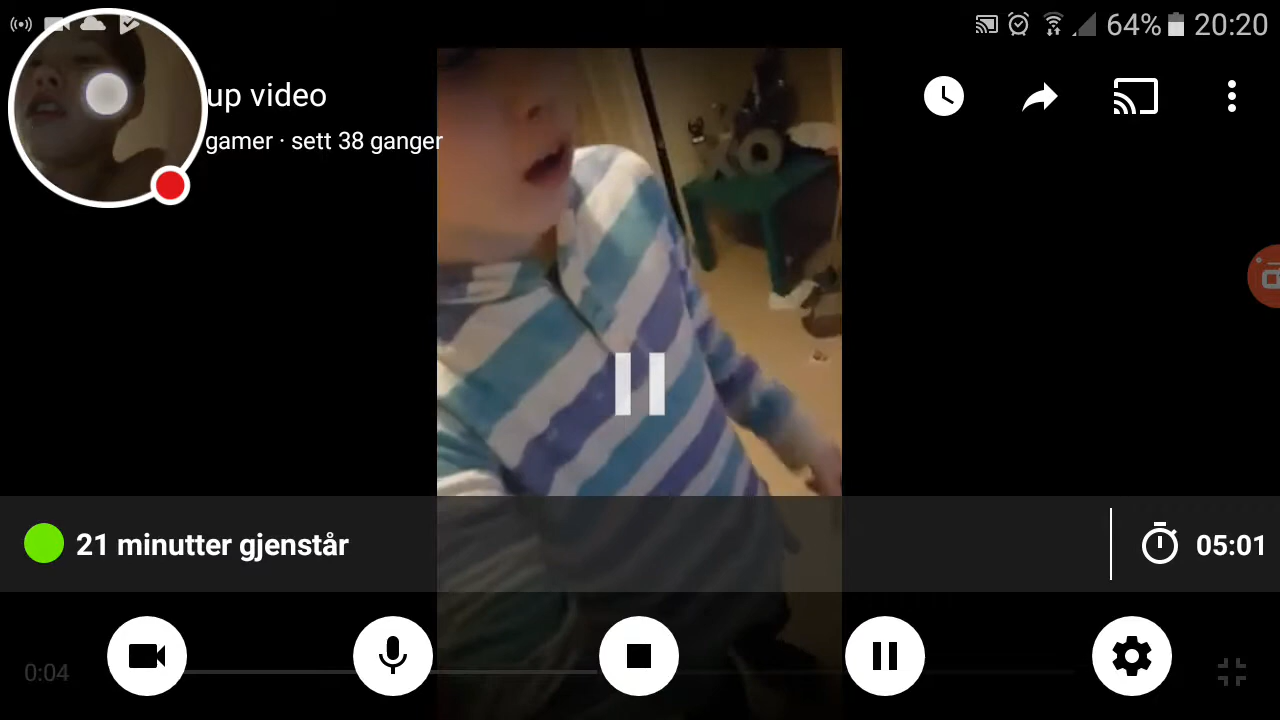 64% 20:20
up video
gamer · sett 38 ganger
21 minutter gjenstår
05:01
0:04